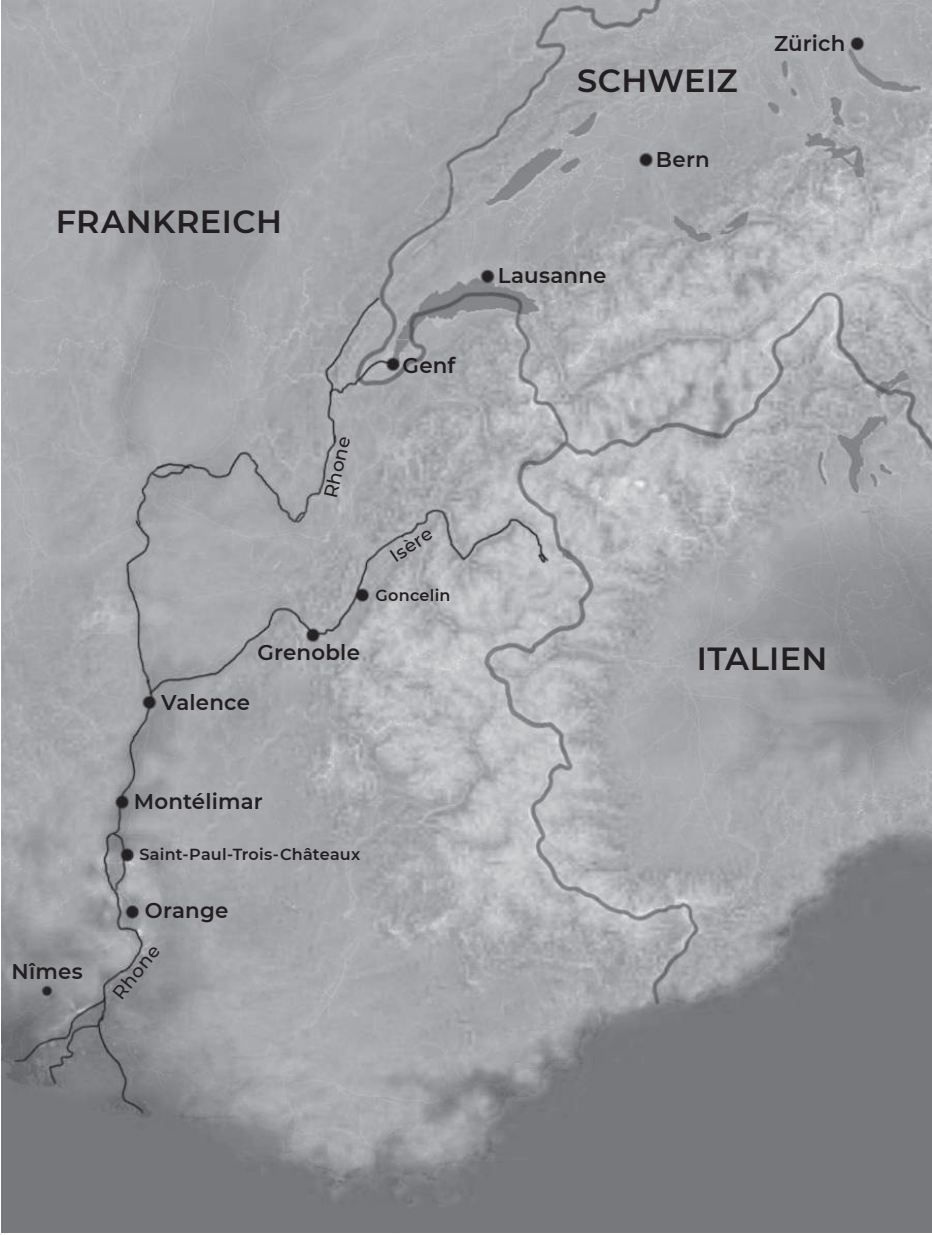 Zürich
SCHWEIZ
Bern
FRANKREICH
Lausanne
Genf
Rhone
Isère
Goncelin
Grenoble
ITALIEN
Valence
Montélimar
Saint-Paul-Trois-Châteaux
Orange
Nîmes
Rhone